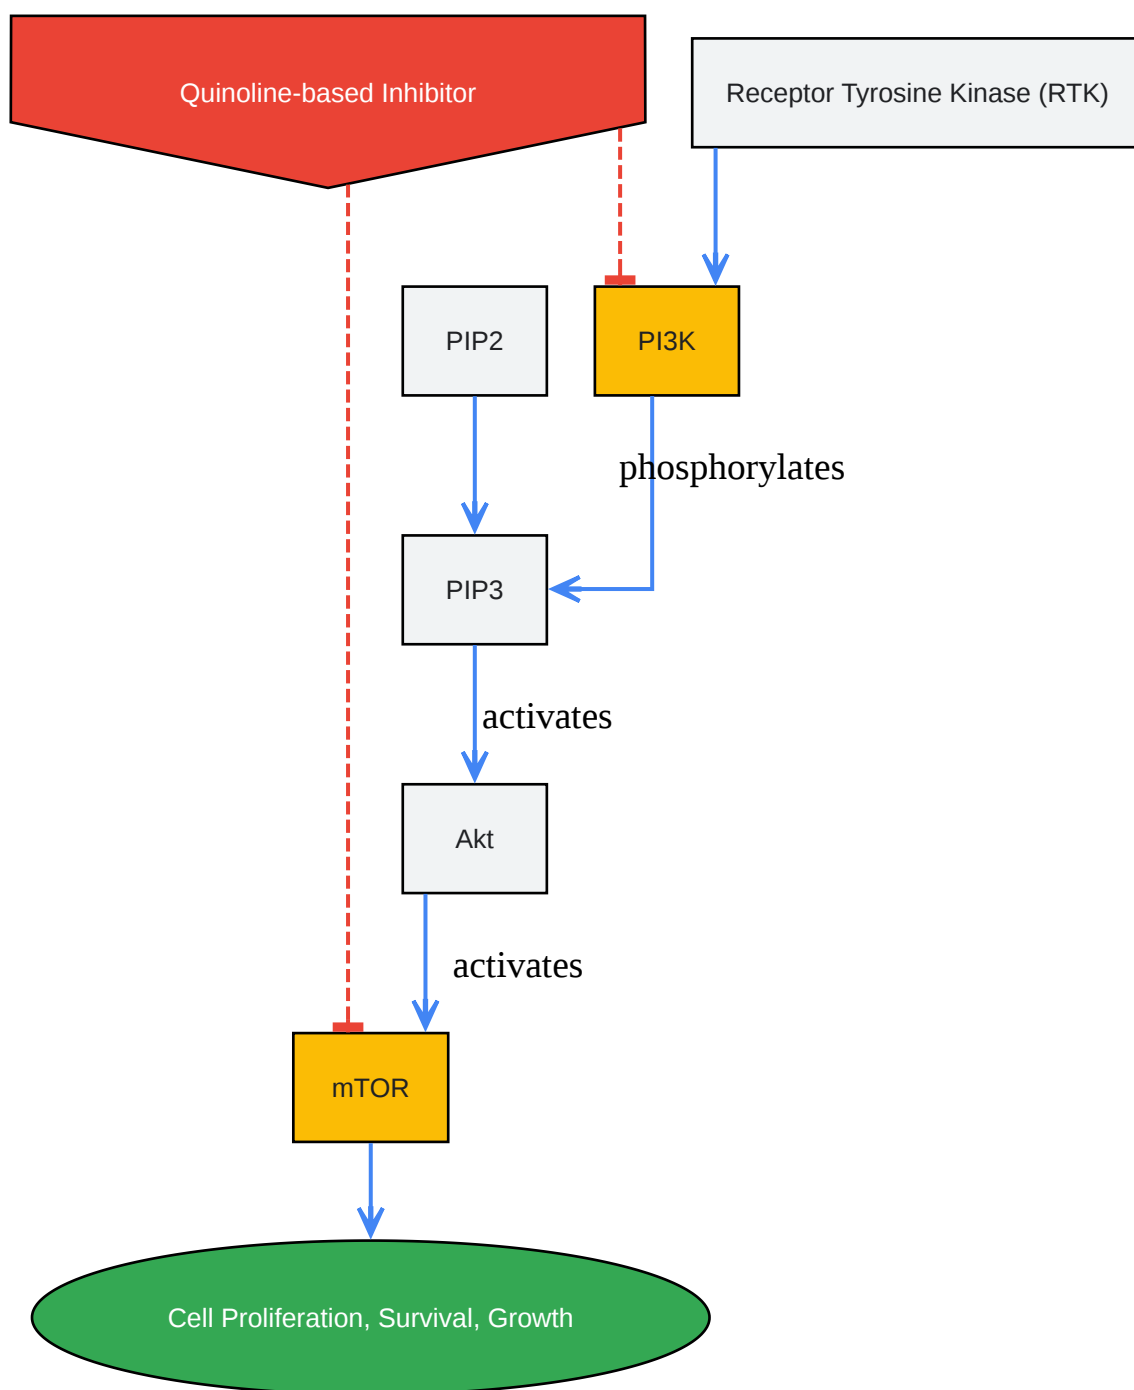 Quinoline-based Inhibitor
Receptor Tyrosine Kinase (RTK)
PIP2
PI3K
phosphorylates
PIP3
activates
Akt
activates
mTOR
Cell Proliferation, Survival, Growth